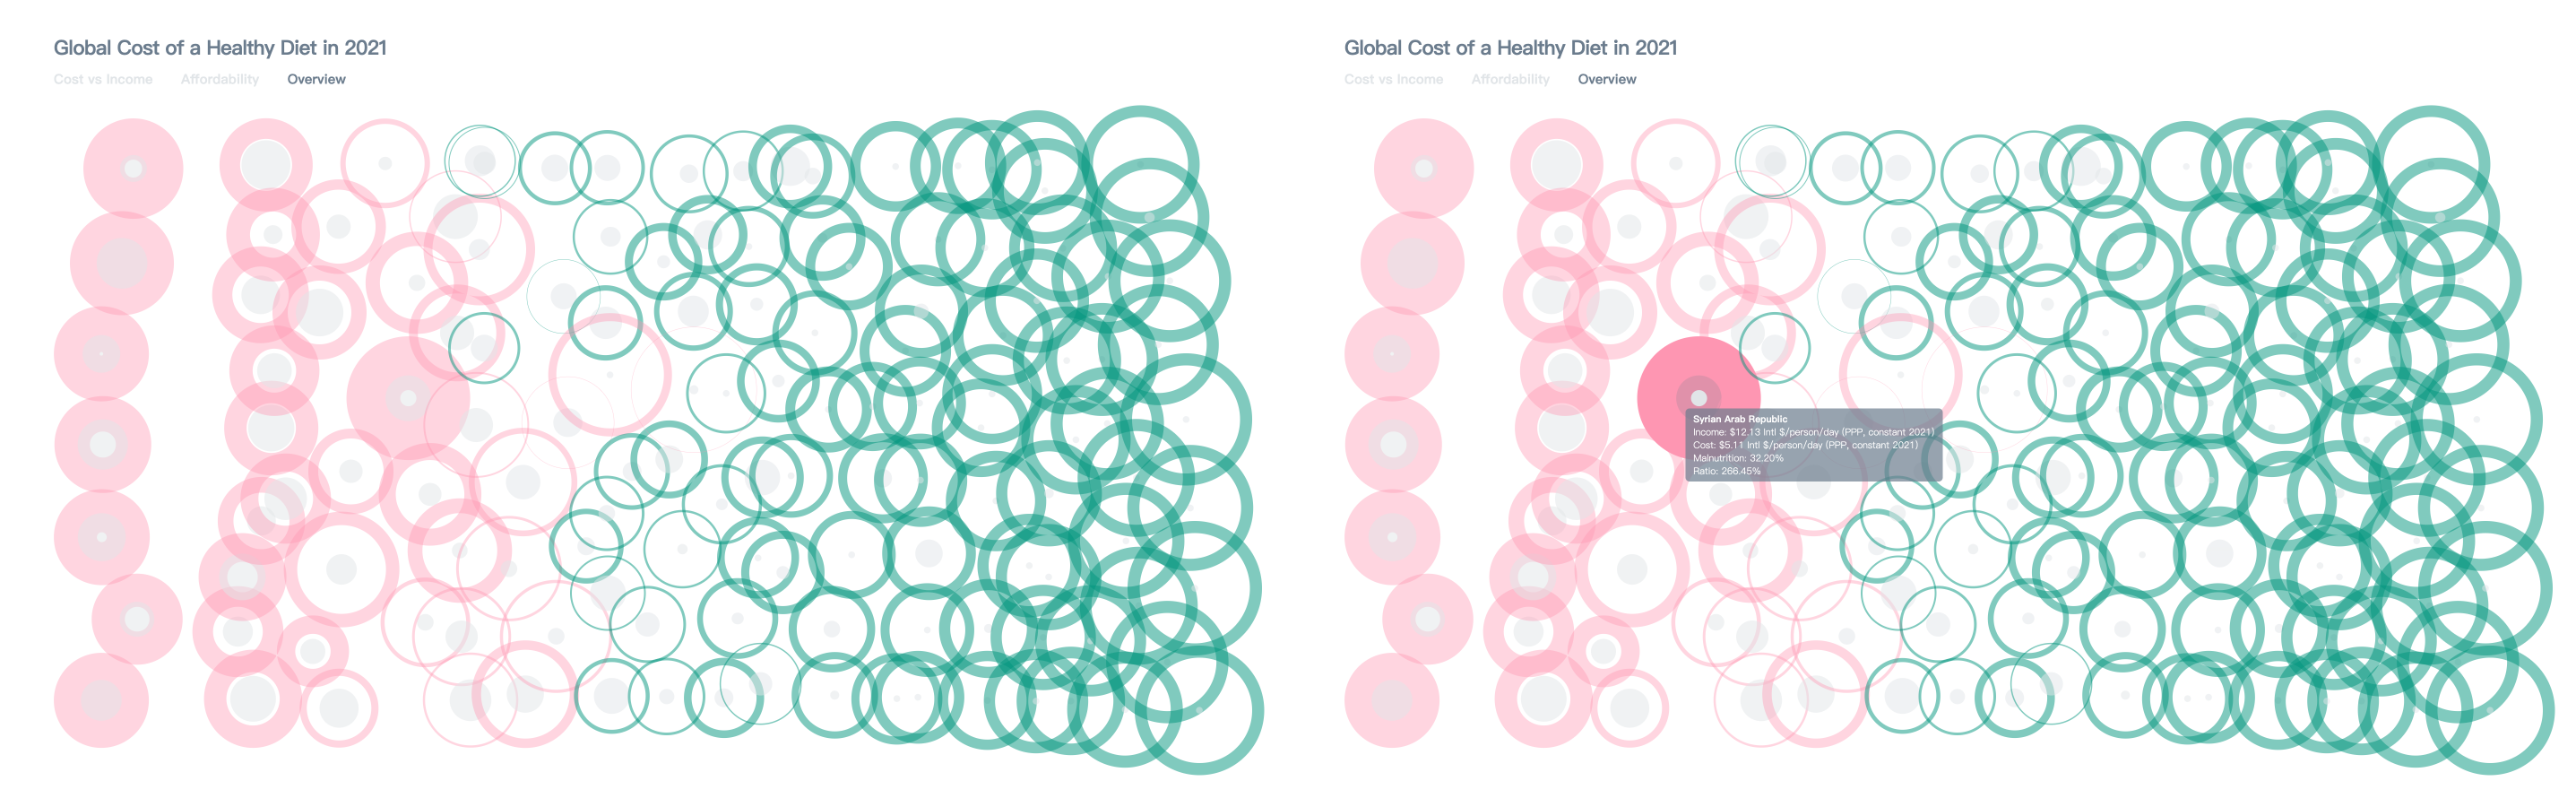 Global Cost of a Healthy Diet in 2021
Cost vs Income Affordability Overview
Global Cost of a Healthy Diet in 2021
Cost vs Income Affordability Overview
Syrian Arab Republic
Income: $12.13 Intl $/person/day (PPP, constant 2021)
Cost: $5.11 Intl $/person/day (PPP, constant 2021)
Malnutrition: 32.20%
Ratio: 266.45%